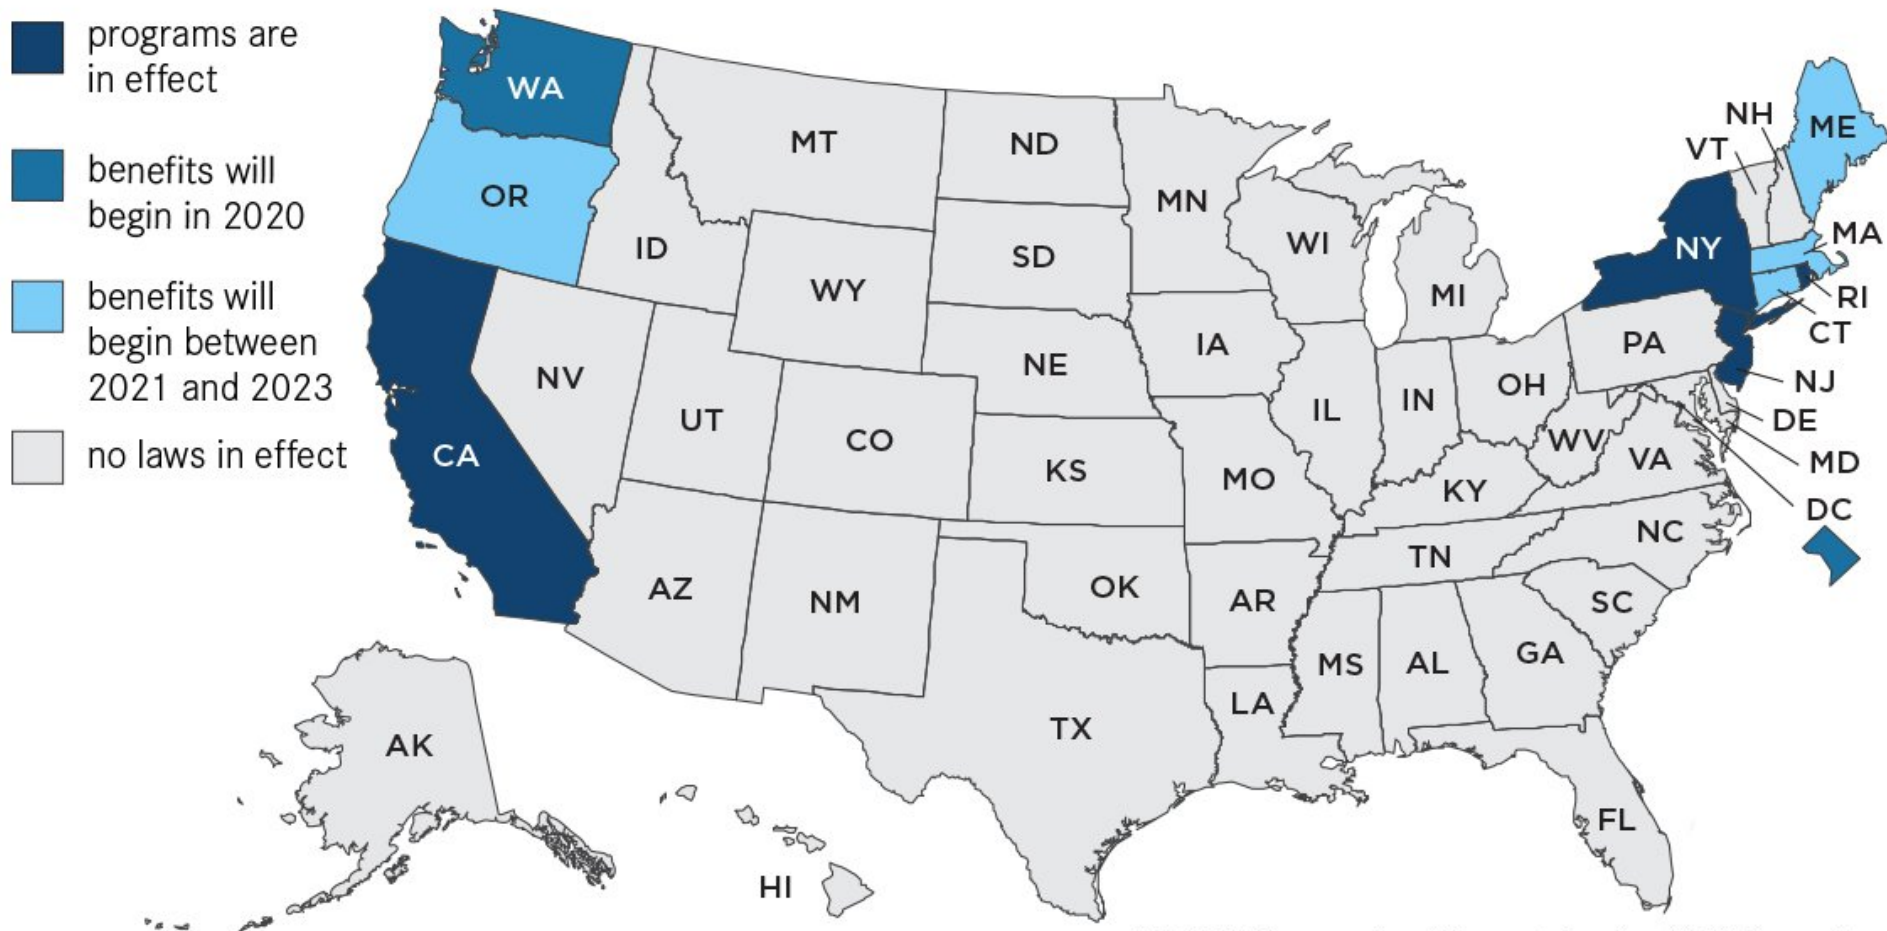 programs are
in effect
benefits will
begin in 2020
benefits will
begin between
2021 and 2023
no laws in effect
WA
OR
CA
ID
NV
MT
WY
UT
AZ
CO
NM
ND
SD
NE
KS
OK
TX
MN
IA
MO
AR
LA
WI
IL
MI
IN
OH
KY
TN
MS
AL
GA
FL
SC
NC
VA
WV
PA
NY
VT
NH
ME
MA
RI
CT
NJ
DE
MD
DC
AK
HI